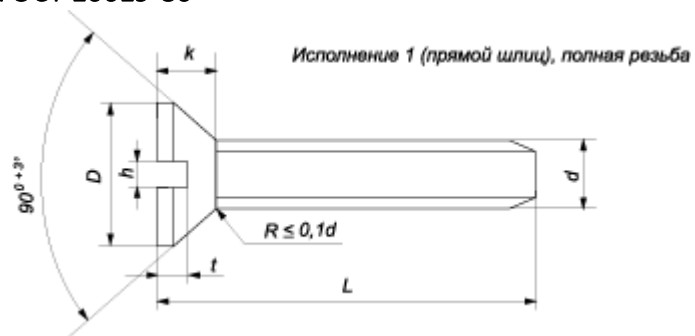 k
Исполнение 1 (прямой шлиц), полная резьба
90⁰ ⁺ ³°
D
h
d
R ≤ 0,1d
t
L